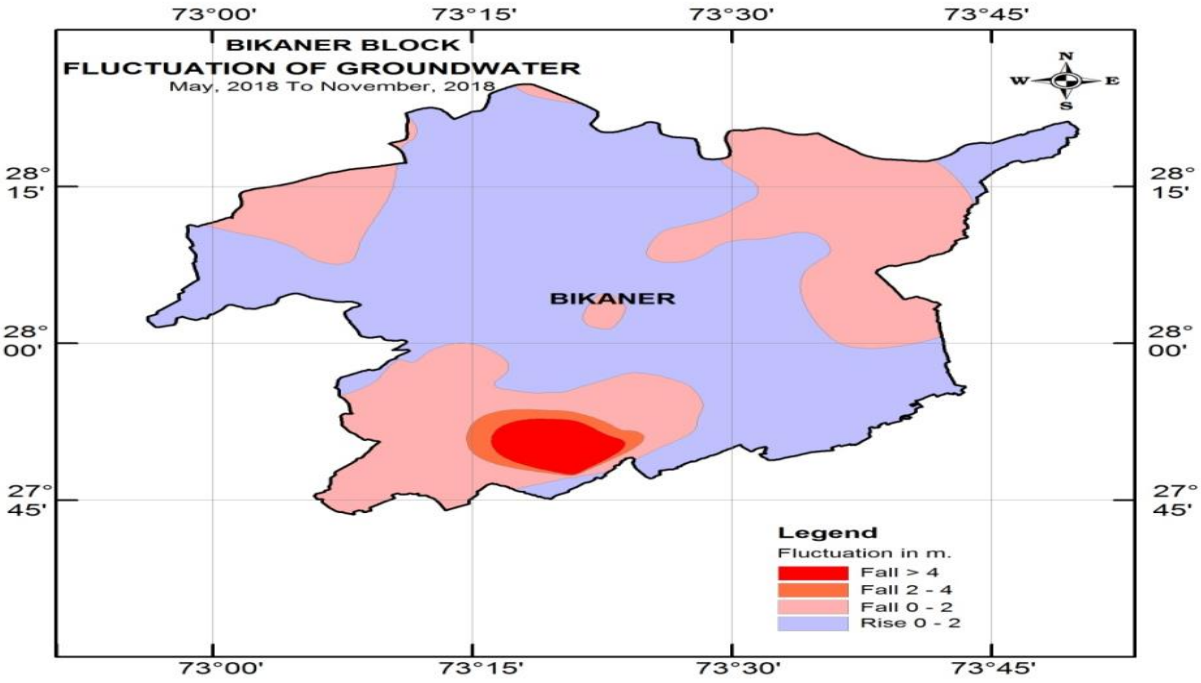 73°00' 73°15' 73°30' 73°45'
BIKANER BLOCK
FLUCTUATION OF GROUNDWATER
May, 2018 To November, 2018
N
W E
S
28°
15'
28°
15'
BIKANER
28°
00'
28°
00'
27°
45'
27°
45'
Legend
Fluctuation in m.
Fall > 4
Fall 2 - 4
Fall 0 - 2
Rise 0 - 2
73°00' 73°15' 73°30' 73°45'